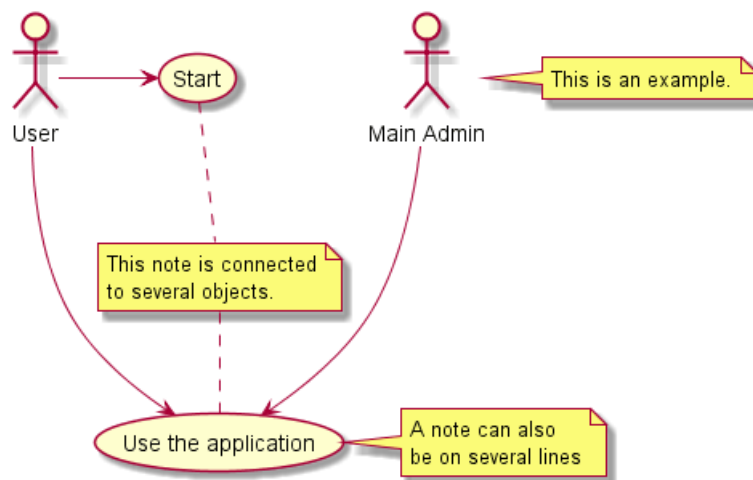 Start
This is an example.
User
Main Admin
This note is connected
to several objects.
Use the application
A note can also
be on several lines